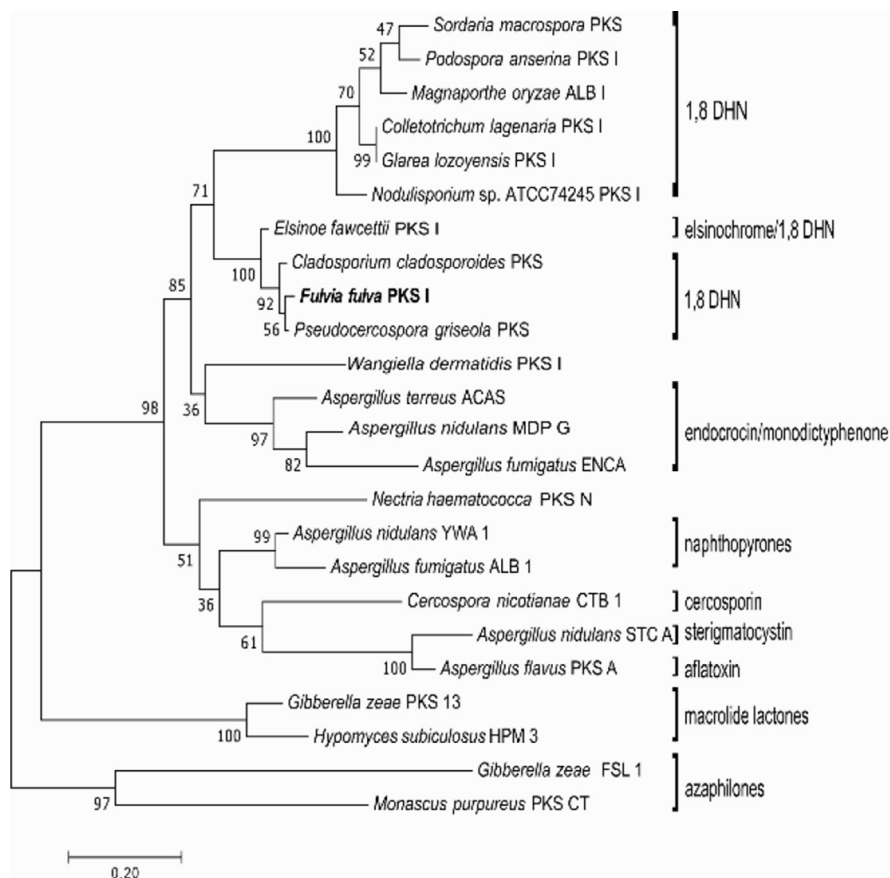 Sordaria macrospora PKS
47
Podospora anserina PKS I
52
Magnaporthe oryzae ALB I
70
1,8 DHN
Colletotrichum lagenaria PKS I
100
99
Glarea lozoyensis PKS I
71
Nodulisporium sp. ATCC74245 PKS I
Elsinoe fawcettii PKS I
elsinochrome/1,8 DHN
100
Cladosporium cladosporoides PKS
85
92
Fulvia fulva PKS I
1,8 DHN
56
Pseudocercospora griseola PKS
Wangiella dermatidis PKS I
98
36
Aspergillus terreus ACAS
97
Aspergillus nidulans MDP G
endocrocin/monodictyphenone
82
Aspergillus fumigatus ENCA
Nectria haematococca PKS N
51
99
Aspergillus nidulans YWA 1
naphthopyrones
Aspergillus fumigatus ALB 1
36
Cercospora nicotianae CTB 1
cercosporin
61
Aspergillus nidulans STC A
sterigmatocystin
100
Aspergillus flavus PKS A
aflatoxin
Gibberella zeae PKS 13
macrolide lactones
100
Hypomyces subiculosus HPM 3
Gibberella zeae FSL 1
azaphilones
97
Monascus purpureus PKS CT
0.20